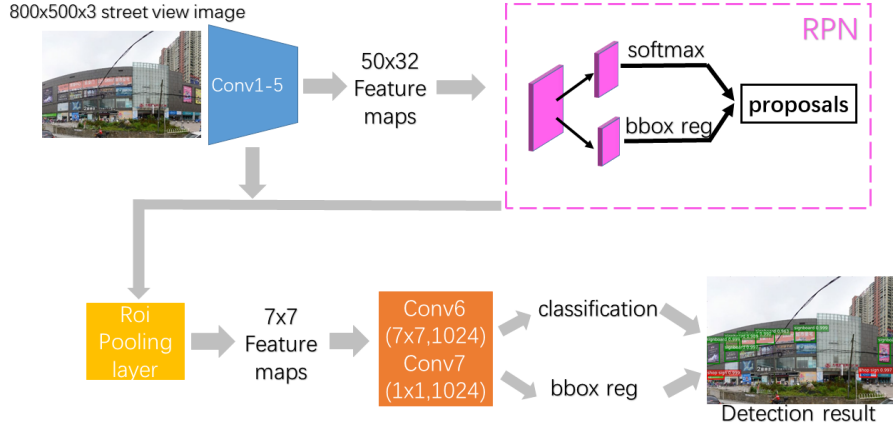 800x500x3 street view image
Conv1-5
50x32
Feature
maps
RPN
softmax
bbox reg
proposals
Roi
Pooling
layer
7x7
Feature
maps
Conv6
(7x7,1024)
Conv7
(1x1,1024)
classification
bbox reg
Detection result